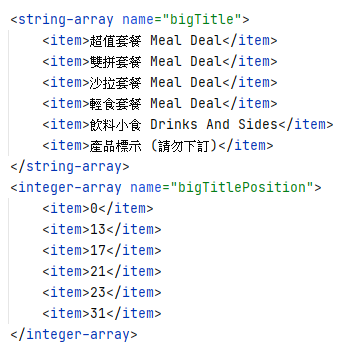 <string-array name="bigTitle">
    <item>超值套餐 Meal Deal</item>
    <item>雙拼套餐 Meal Deal</item>
    <item>沙拉套餐 Meal Deal</item>
    <item>輕食套餐 Meal Deal</item>
    <item>飲料小食 Drinks And Sides</item>
    <item>產品標示 (請勿下訂)</item>
</string-array>
<integer-array name="bigTitlePosition">
    <item>0</item>
    <item>13</item>
    <item>17</item>
    <item>21</item>
    <item>23</item>
    <item>31</item>
</integer-array>